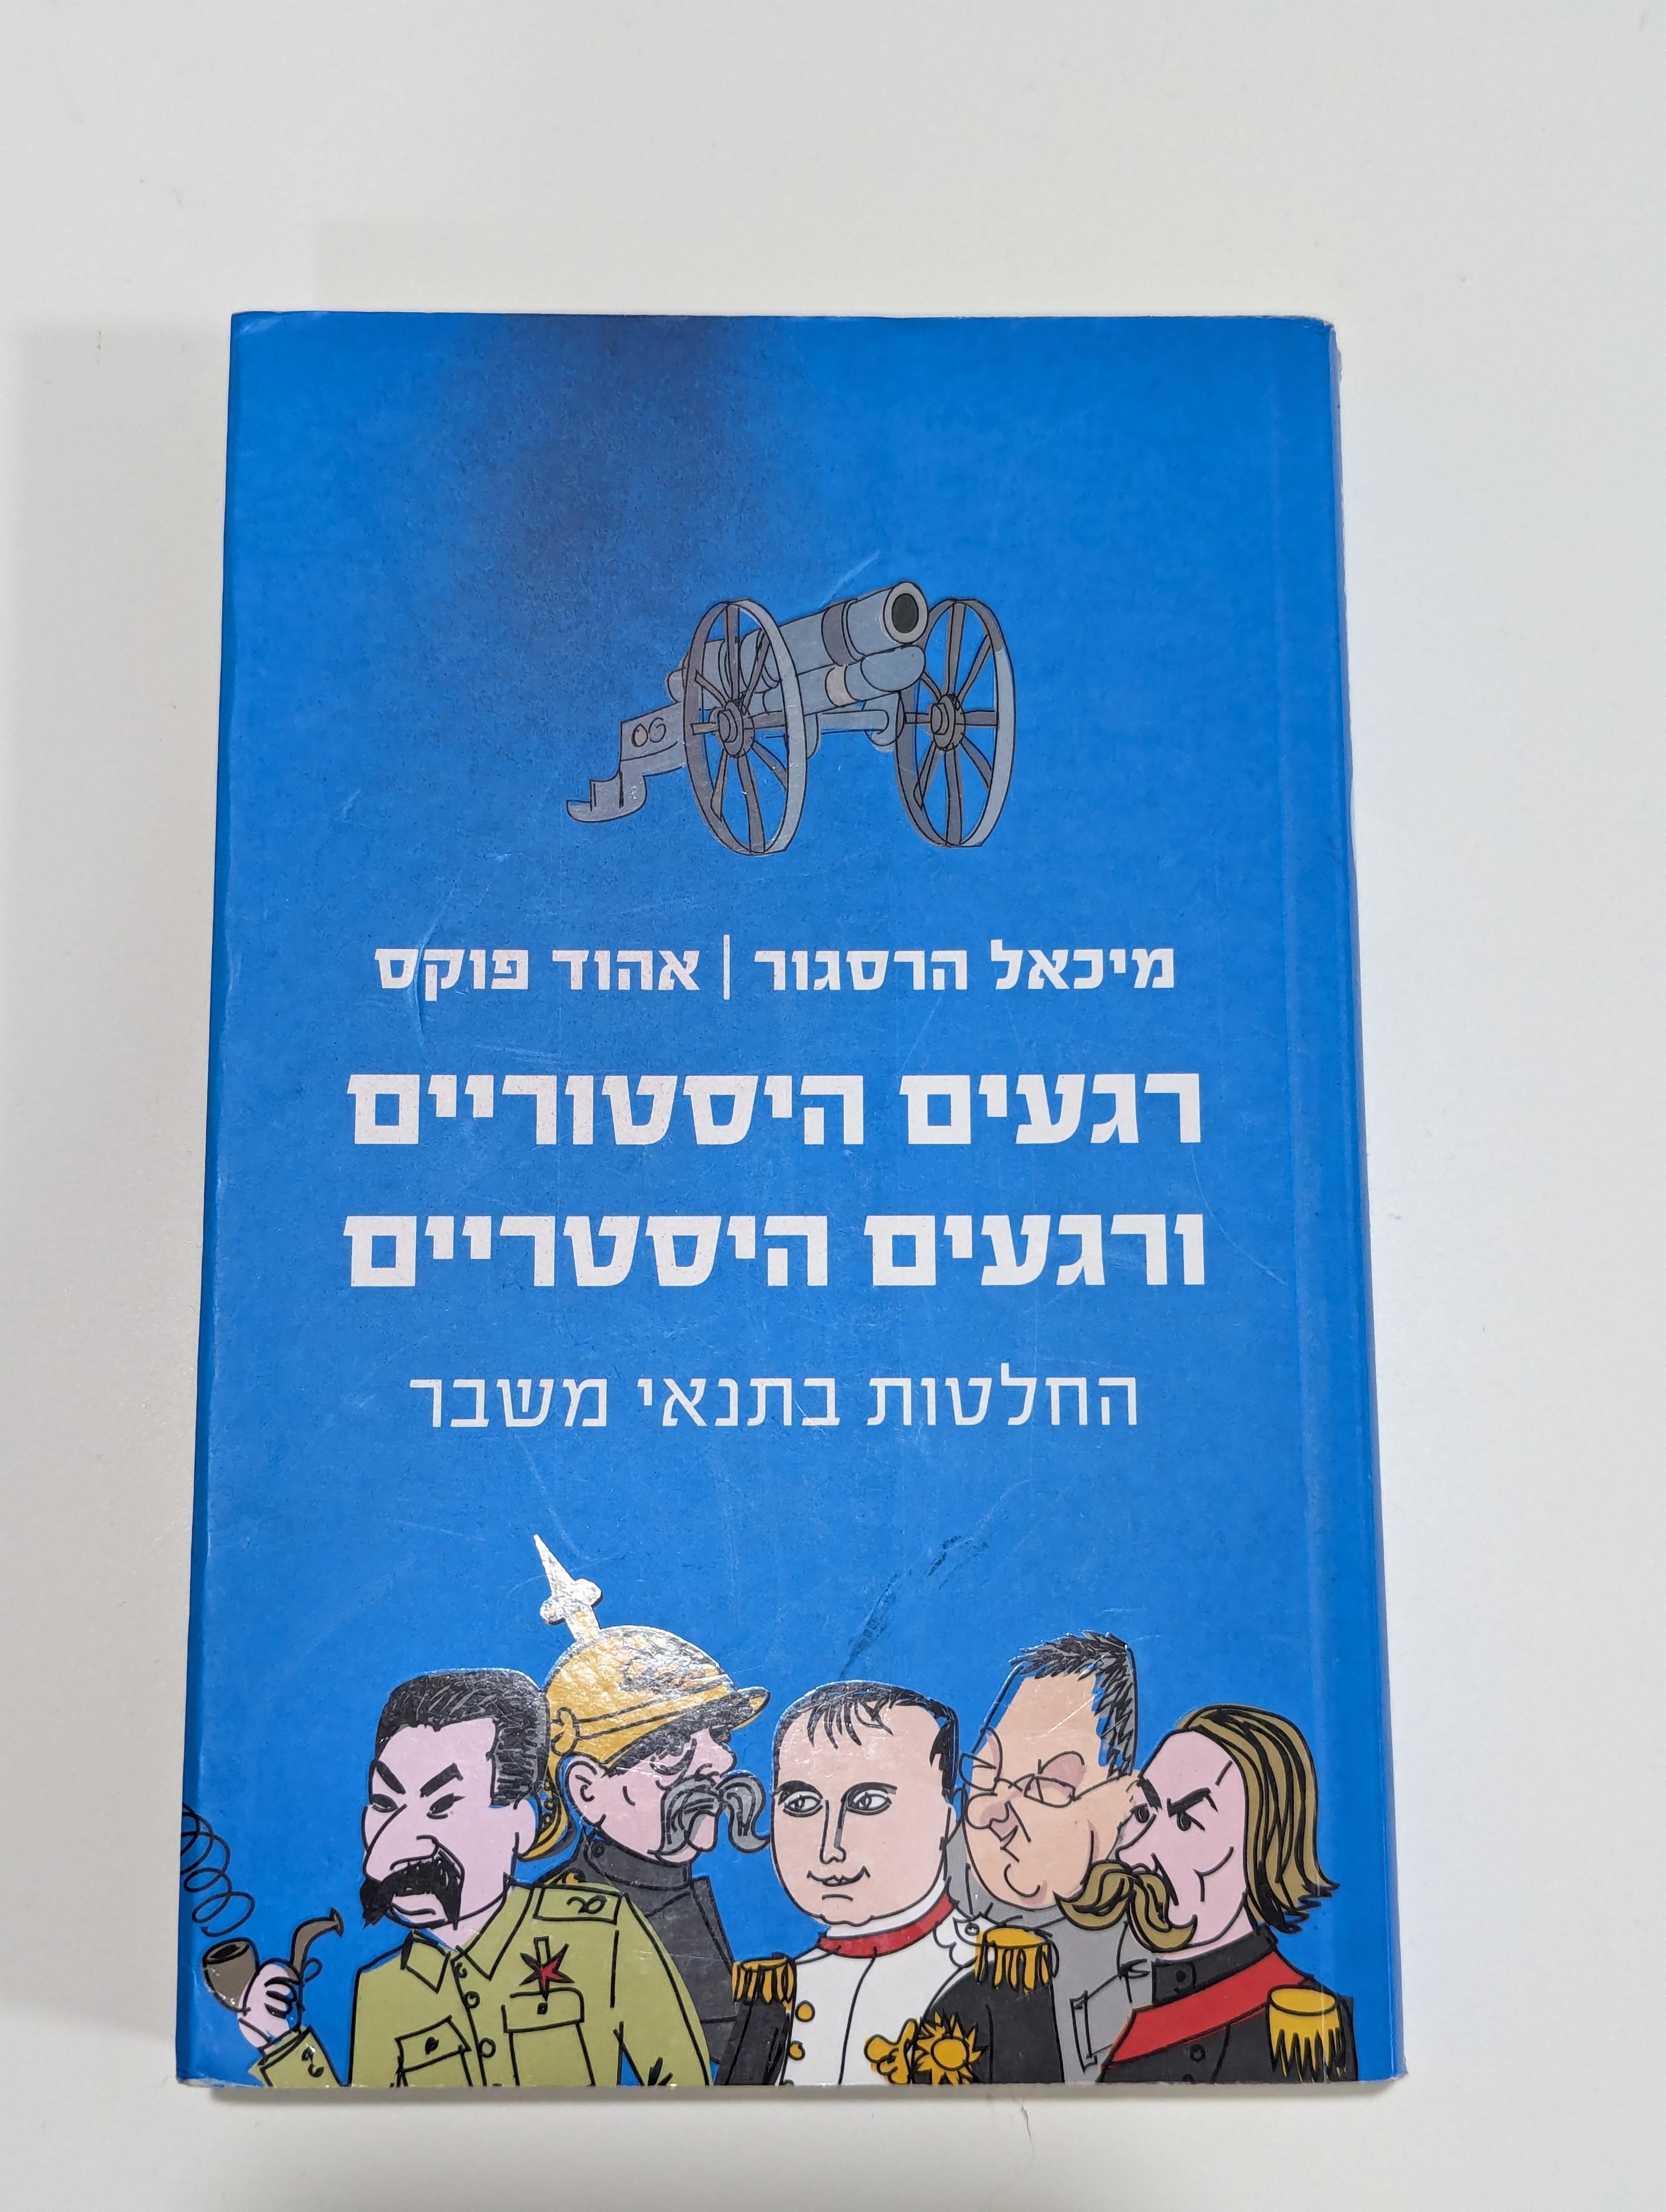 מיכאל הרסגור | אהוד פוקס
רגעים היסטוריים
ורגעים היסטריים
החלטות בתנאי משבר